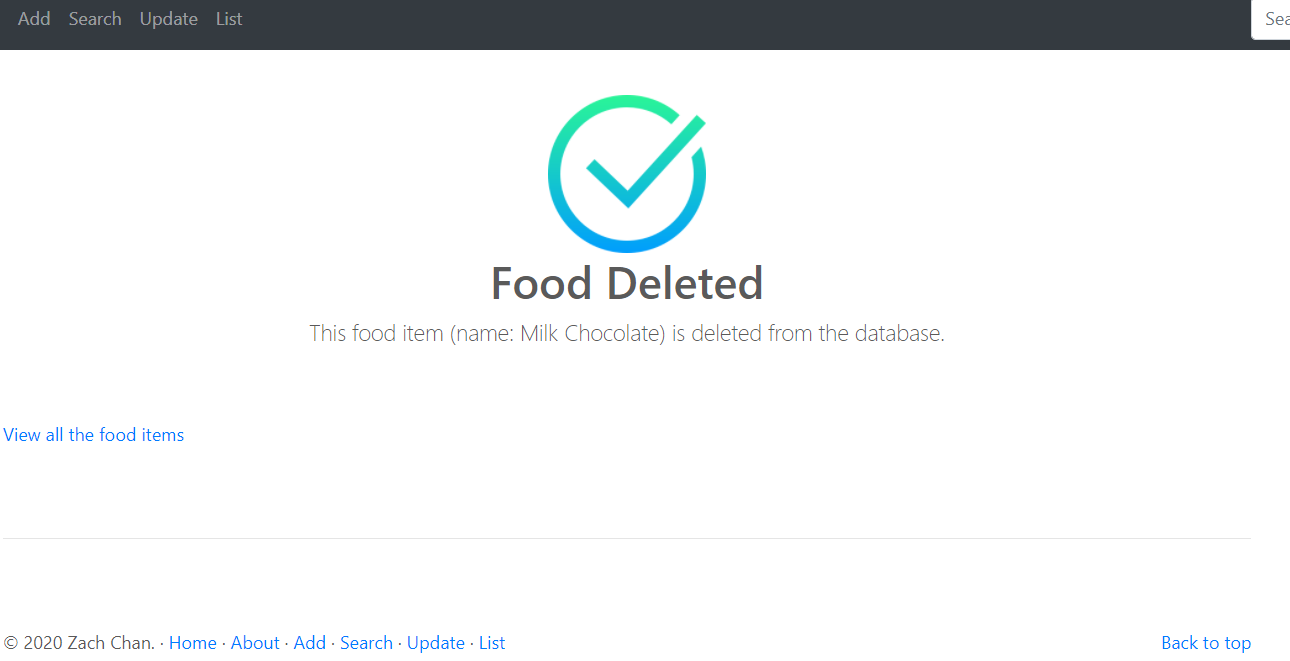 Add Search Update List Sea
Food Deleted
This food item (name: Milk Chocolate) is deleted from the database.
View all the food items
© 2020 Zach Chan. · Home · About · Add · Search · Update · List Back to top